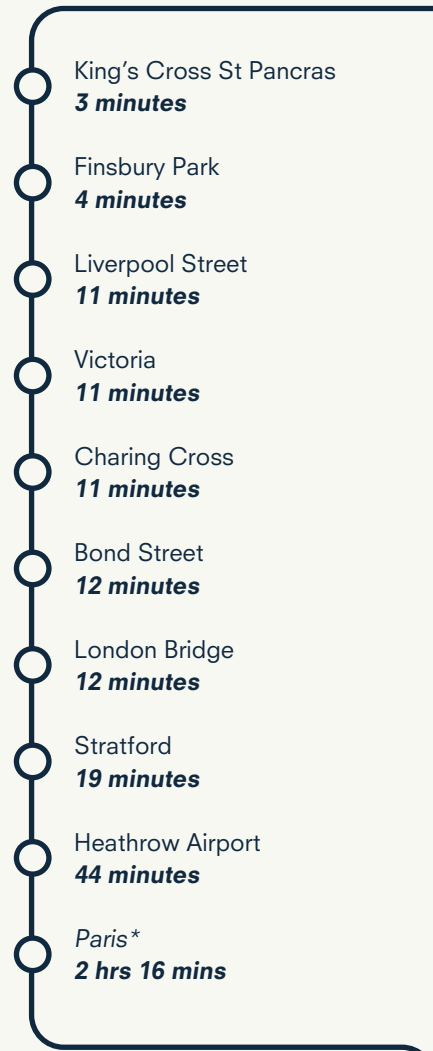 King’s Cross St Pancras
3 minutes
Finsbury Park
4 minutes
Liverpool Street
11 minutes
Victoria
11 minutes
Charing Cross
11 minutes
Bond Street
12 minutes
London Bridge
12 minutes
Stratford
19 minutes
Heathrow Airport
44 minutes
Paris*
2 hrs 16 mins